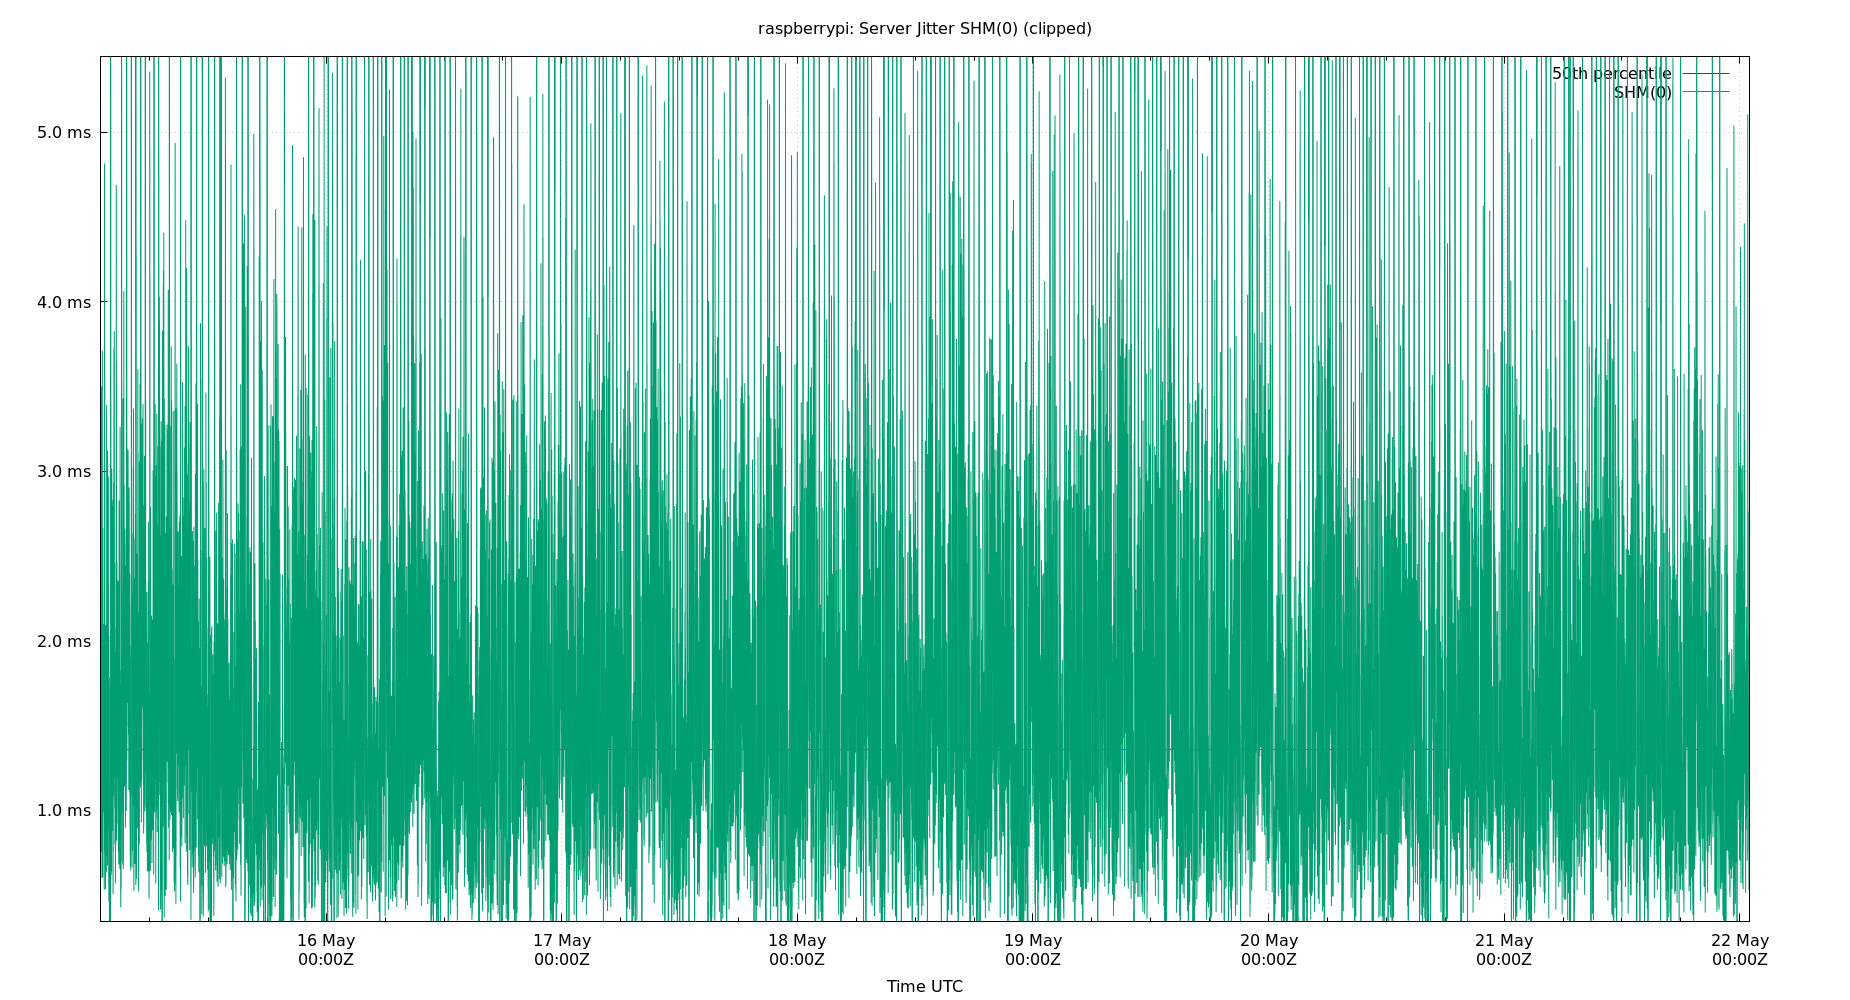 raspberrypi: Server Jitter SHM(0) (clipped)
50th percentile
SHM(0)
5.0 ms
4.0 ms
3.0 ms
2.0 ms
1.0 ms
16 May 17 May 18 May 19 May 20 May 21 May 22 May
00:00Z 00:00Z 00:00Z 00:00Z 00:00Z 00:00Z 00:00Z
Time UTC